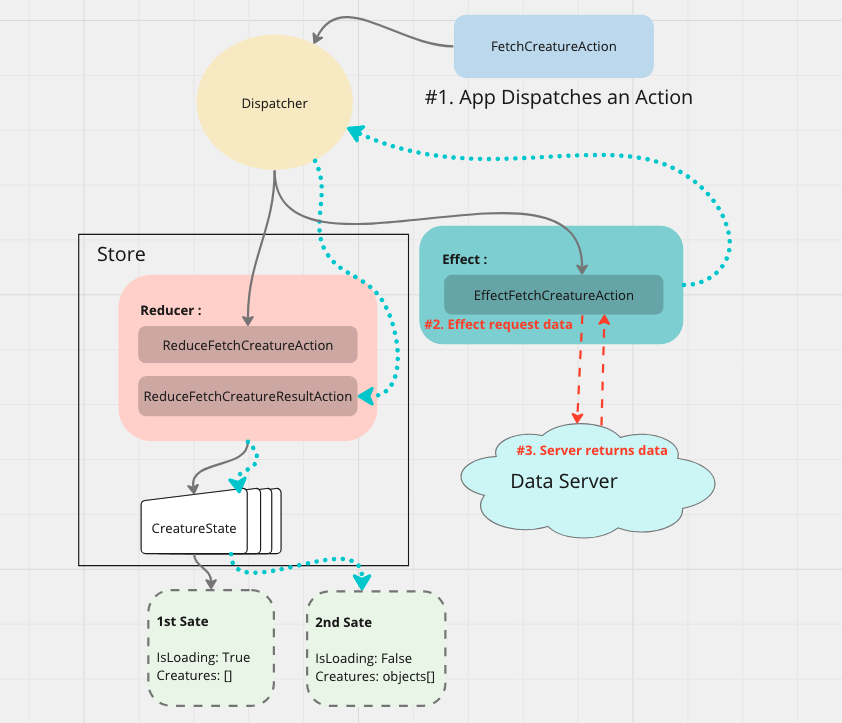 FetchCreatureAction
Dispatcher
#1. App Dispatches an Action
Store
Effect :
EffectFetchCreatureAction
#2. Effect request data
Reducer :
ReduceFetchCreatureAction
ReduceFetchCreatureResultAction
#3. Server returns data
Data Server
CreatureState
1st Sate
IsLoading: True
Creatures: []
2nd Sate
IsLoading: False
Creatures: objects[]